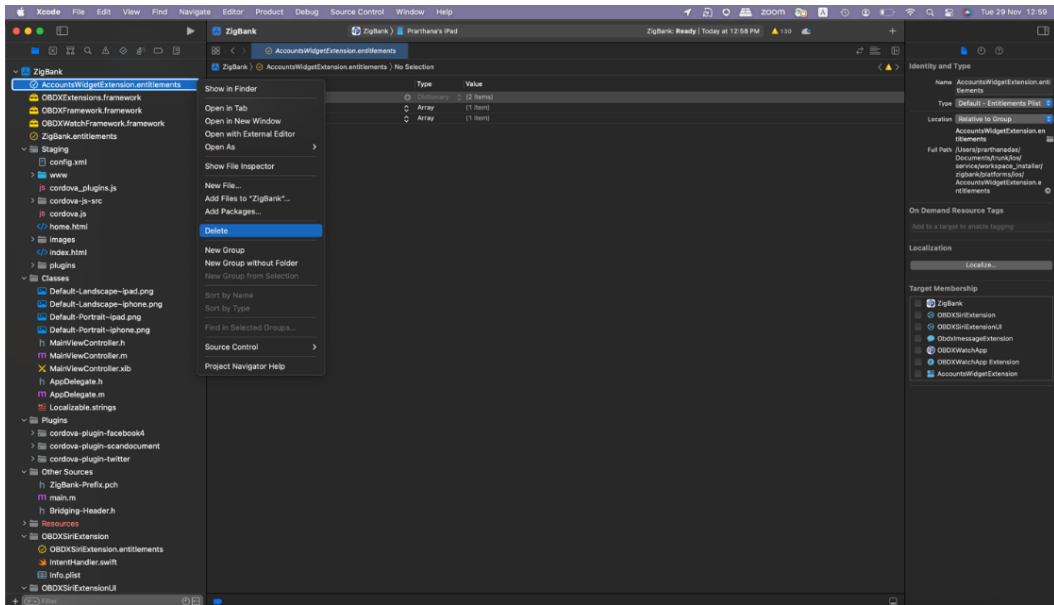 Xcode File Edit View Find Navigate Editor Product Debug Source Control Window Help zoom A Tue 29 Nov 12:59
ZigBank ZigBank Prarthana's iPad ZigBank: Ready | Today at 12:58 PM 130
AccountsWidgetExtension.entitlements
ZigBank AccountsWidgetExtension.entitlements No Selection
ZigBank
AccountsWidgetExtension.entitlements
OBDXExtensions.framework
OBDXFramework.framework
OBDXWatchFramework.framework
ZigBank.entitlements
Staging
config.xml
www
cordova_plugins.js
cordova-js-src
cordova.js
home.html
images
index.html
plugins
Classes
Default-Landscape~ipad.png
Default-Landscape~iphone.png
Default-Portrait~ipad.png
Default-Portrait~iphone.png
h MainViewController.h
m MainViewController.m
MainViewController.xib
h AppDelegate.h
m AppDelegate.m
Localizable.strings
Plugins
cordova-plugin-facebook4
cordova-plugin-scandocument
cordova-plugin-twitter
Other Sources
h ZigBank-Prefix.pch
m main.m
h Bridging-Header.h
Resources
OBDXSiriExtension
OBDXSiriExtension.entitlements
IntentHandler.swift
Info.plist
OBDXSiriExtensionUI
Filter
Show in Finder
Open in Tab
Open in New Window
Open with External Editor
Open As
Show File Inspector
New File...
Add Files to "ZigBank"...
Add Packages...
Delete
New Group
New Group without Folder
New Group from Selection
Sort by Name
Sort by Type
Find in Selected Groups...
Source Control
Project Navigator Help
Type Value
Dictionary (2 items)
Array (1 item)
Array (1 item)
Identity and Type
Name AccountsWidgetExtension.enti
tlements
Type Default - Entitlements Plist
Location Relative to Group
AccountsWidgetExtension.en
titlements
Full Path /Users/prarthanadas/
Documents/trunk/ios/
service/workspace_installer/
zigbank/platforms/ios/
AccountsWidgetExtension.e
ntitlements
On Demand Resource Tags
Add to a target to enable tagging
Localization
Localize...
Target Membership
ZigBank
OBDXSiriExtension
OBDXSiriExtensionUI
ObdxImessageExtension
OBDXWatchApp
OBDXWatchApp Extension
AccountsWidgetExtension